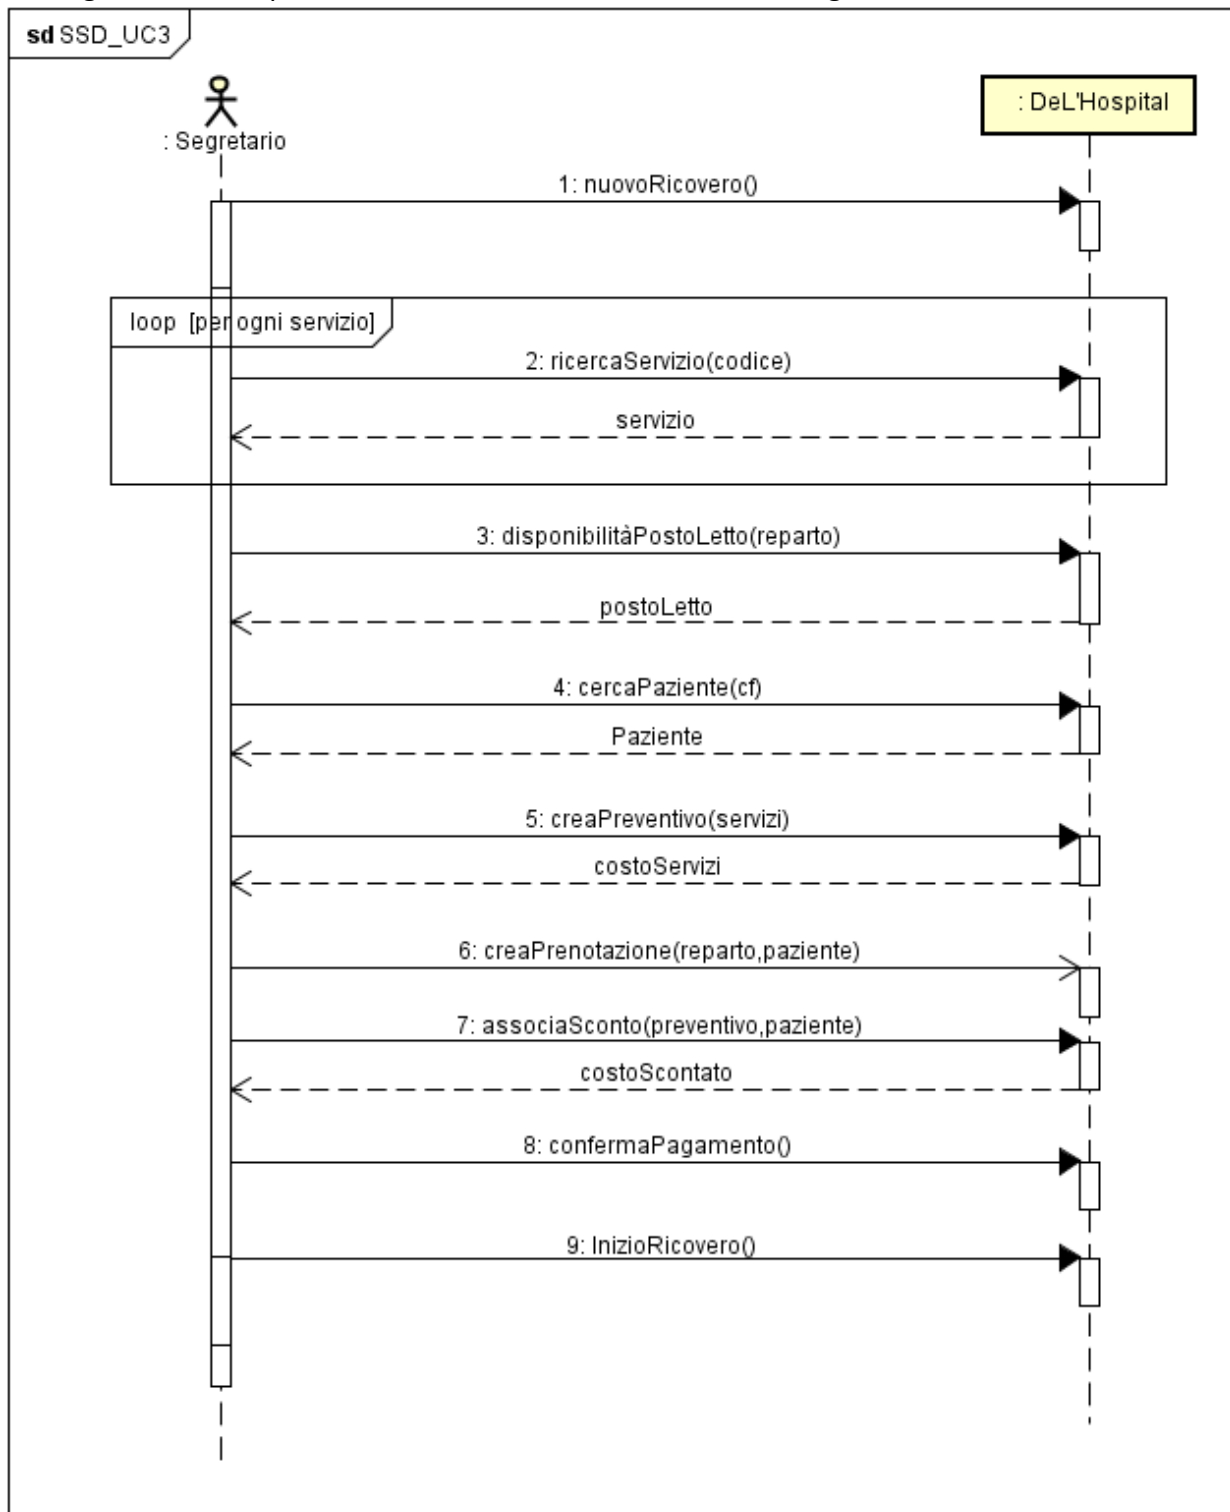 sd SSD_UC3
: Segretario
: DeL'Hospital
1: nuovoRicovero()
loop [per ogni servizio]
2: ricercaServizio(codice)
servizio
3: disponibilitàPostoLetto(reparto)
postoLetto
4: cercaPaziente(cf)
Paziente
5: creaPreventivo(servizi)
costoServizi
6: creaPrenotazione(reparto,paziente)
7: associaSconto(preventivo,paziente)
costoScontato
8: confermaPagamento()
9: InizioRicovero()